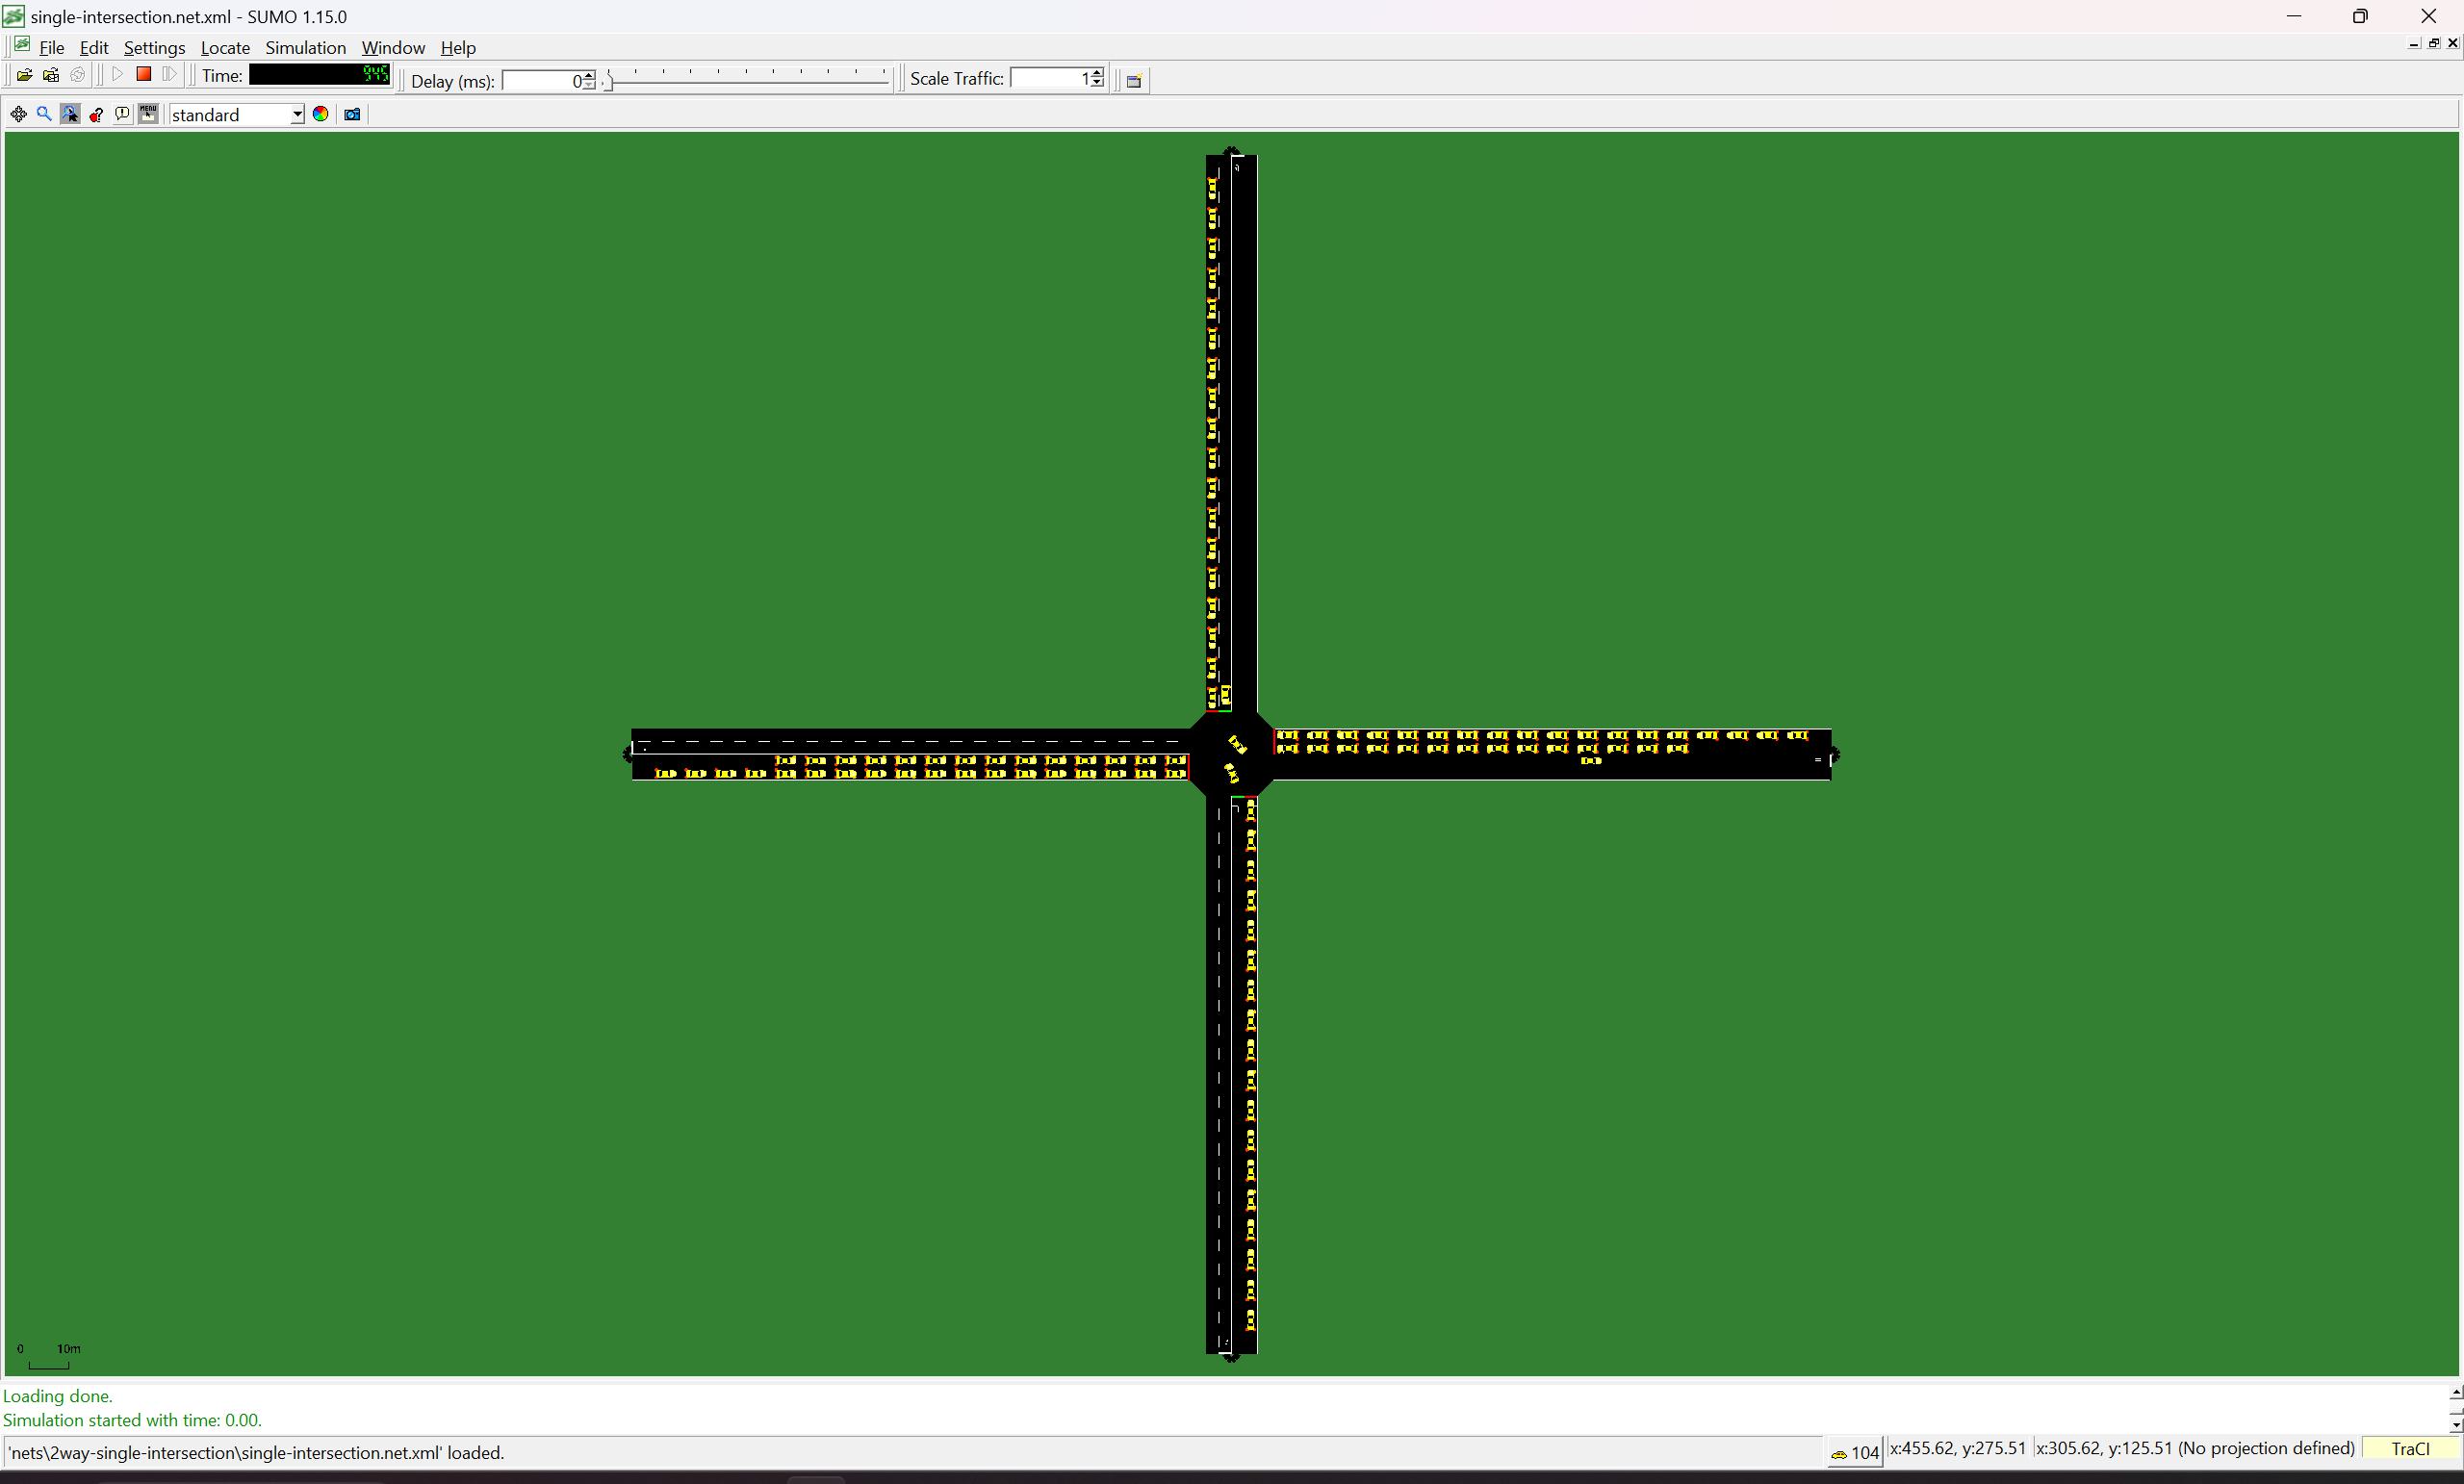 single-intersection.net.xml - SUMO 1.15.0
File Edit Settings Locate Simulation Window Help
Time: 945 Delay (ms): 0 Scale Traffic: 1
MENU standard
0 10m
Loading done.
Simulation started with time: 0.00.
'nets\2way-single-intersection\single-intersection.net.xml' loaded. 104 x:455.62, y:275.51 x:305.62, y:125.51 (No projection defined) TraCI